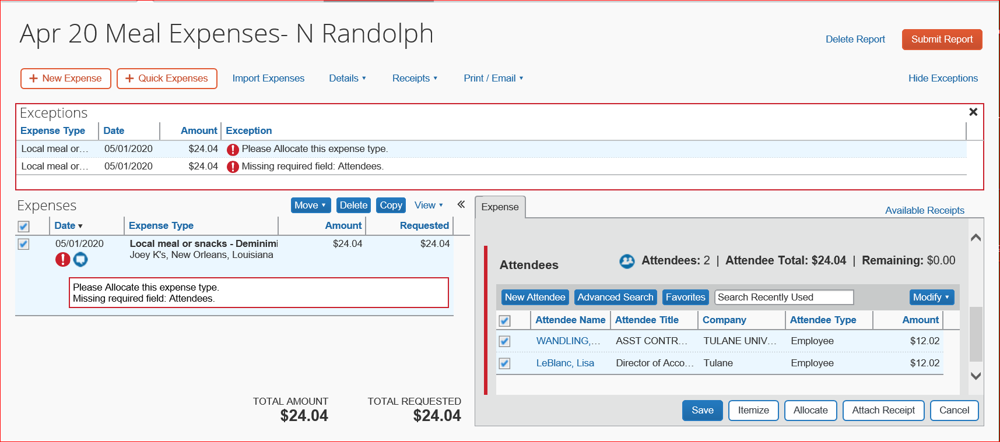 Apr 20 Meal Expenses- N Randolph
Delete Report
Submit Report
+ New Expense
+ Quick Expenses
Import Expenses
Details
Receipts
Print / Email
Hide Exceptions
Exceptions
Expense Type Date Amount Exception
Local meal or... 05/01/2020 $24.04 Please Allocate this expense type.
Local meal or... 05/01/2020 $24.04 Missing required field: Attendees.
Expenses
Move
Delete
Copy
View
Date Expense Type Amount Requested
05/01/2020 Local meal or snacks - Deminimi $24.04 $24.04
Joey K's, New Orleans, Louisiana
Please Allocate this expense type.
Missing required field: Attendees.
TOTAL AMOUNT
$24.04
TOTAL REQUESTED
$24.04
Expense
Available Receipts
Attendees
Attendees: 2 | Attendee Total: $24.04 | Remaining: $0.00
New Attendee
Advanced Search
Favorites
Search Recently Used
Modify
Attendee Name Attendee Title Company Attendee Type Amount
WANDLING,... ASST CONTR... TULANE UNIV... Employee $12.02
LeBlanc, Lisa Director of Acco... Tulane Employee $12.02
Save
Itemize
Allocate
Attach Receipt
Cancel